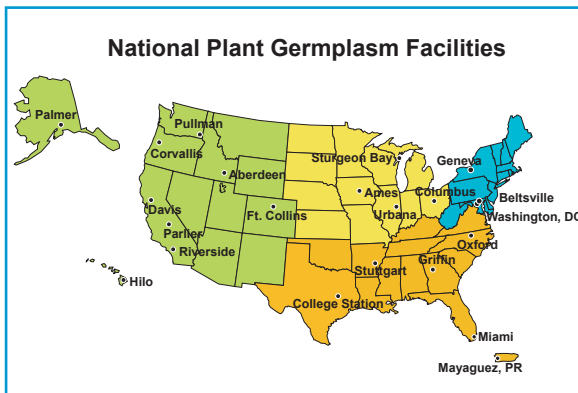 National Plant Germplasm Facilities
Palmer
Pullman
Corvallis
Sturgeon Bay
Geneva
Aberdeen
Ames
Columbus
Beltsville
Davis
Ft. Collins
Urbana
Washington, DC
Parlier
Oxford
Riverside
Griffin
Stuttgart
Hilo
College Station
Miami
Mayaguez, PR